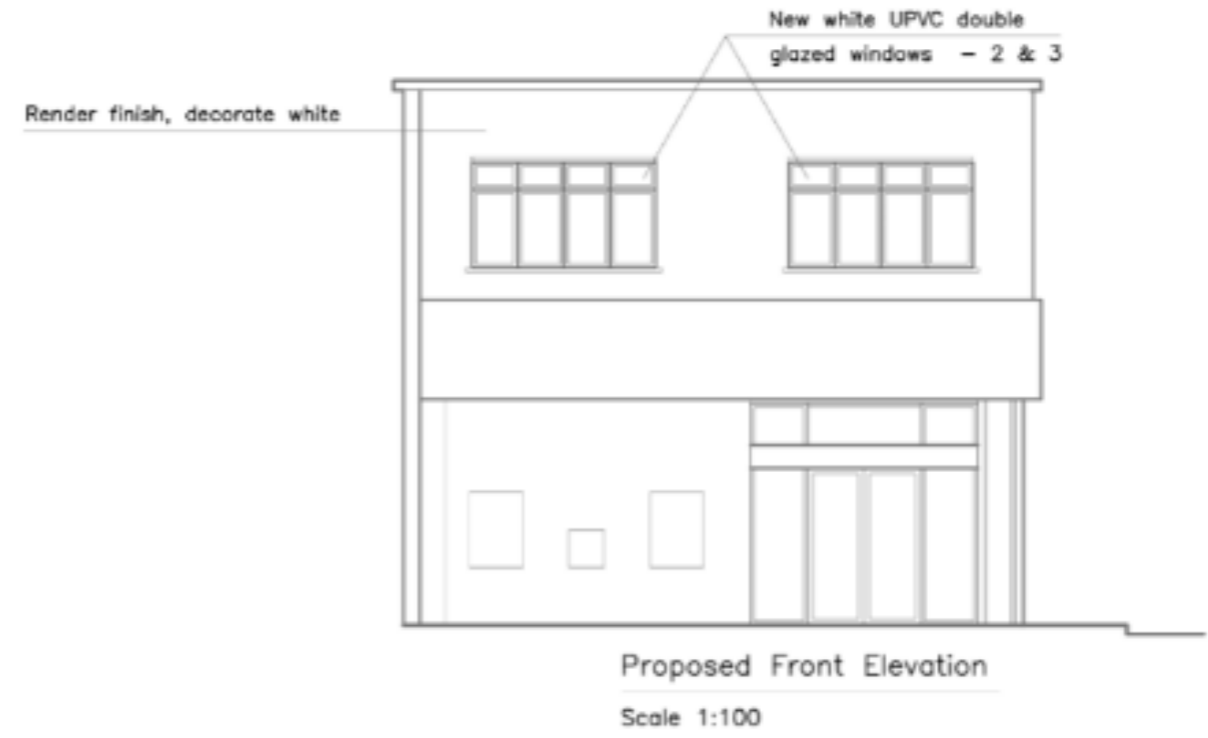 New white UPVC double
glazed windows - 2 & 3
Render finish, decorate white
Proposed Front Elevation
Scale 1:100